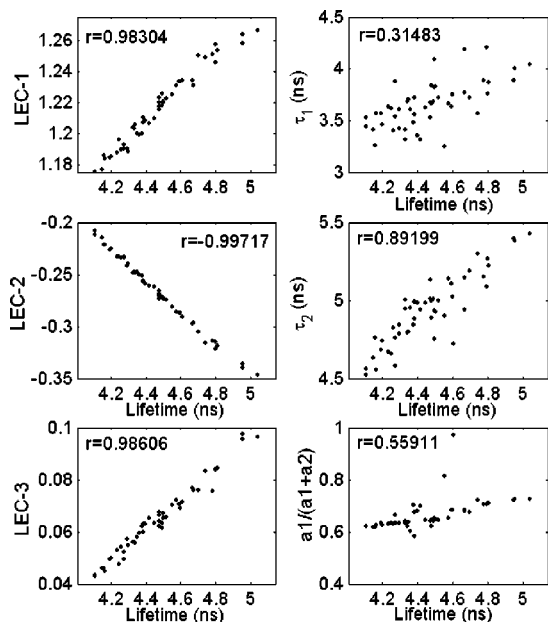 LEC-1
r=0.98304
1.26
1.24
1.22
1.2
1.18
4.2 4.4 4.6 4.8 5
τ1 (ns)
r=0.31483
4.5
4
3.5
3
4.2 4.4 4.6 4.8 5
Lifetime (ns)
LEC-2
r=-0.99717
-0.2
-0.25
-0.3
-0.35
4.2 4.4 4.6 4.8 5
Lifetime (ns)
τ2 (ns)
r=0.89199
5.5
5
4.5
4.2 4.4 4.6 4.8 5
Lifetime (ns)
LEC-3
r=0.98606
0.1
0.08
0.06
0.04
4.2 4.4 4.6 4.8 5
Lifetime (ns)
a1/(a1+a2)
r=0.55911
1
0.8
0.6
0.4
4.2 4.4 4.6 4.8 5
Lifetime (ns)